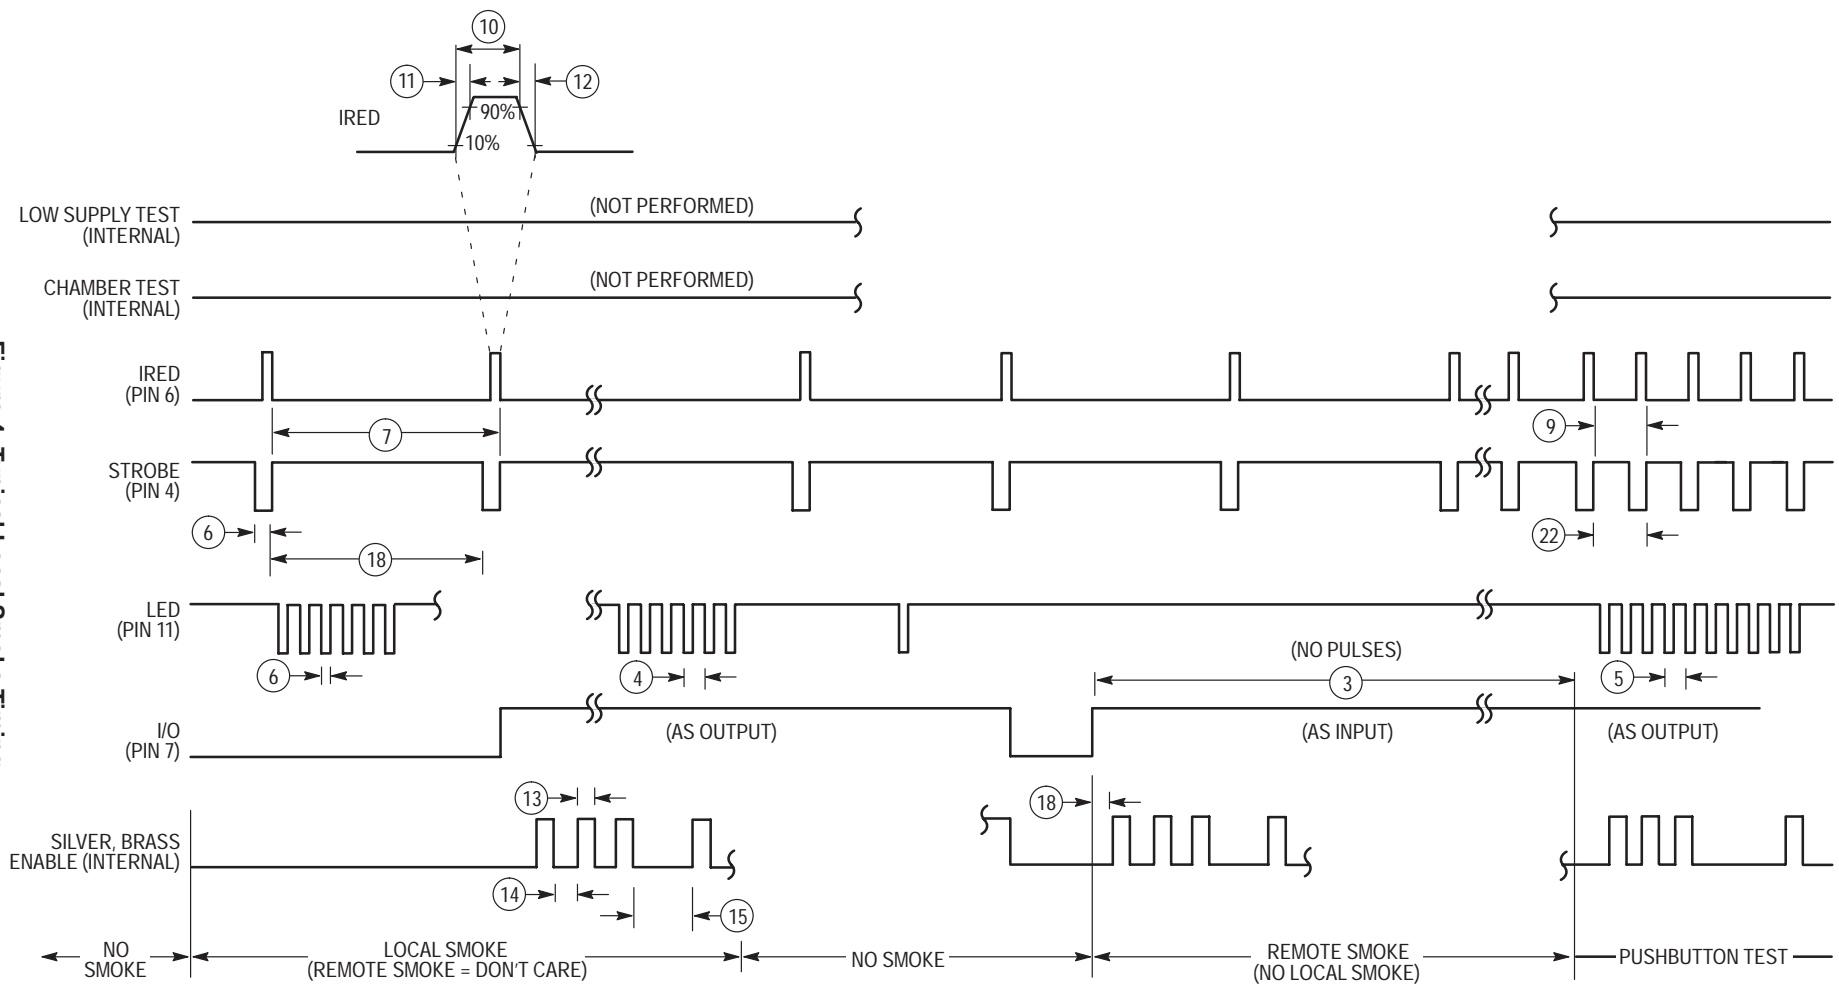 10
11
12
IRED
90%
10%
LOW SUPPLY TEST
(INTERNAL)
(NOT PERFORMED)
CHAMBER TEST
(INTERNAL)
(NOT PERFORMED)
IRED
(PIN 6)
7
9
STROBE
(PIN 4)
6
18
22
LED
(PIN 11)
6
4
(NO PULSES)
3
5
I/O
(PIN 7)
(AS OUTPUT)
(AS INPUT)
(AS OUTPUT)
13
18
SILVER, BRASS
ENABLE (INTERNAL)
14
15
NO
SMOKE
LOCAL SMOKE
(REMOTE SMOKE = DON'T CARE)
NO SMOKE
REMOTE SMOKE
(NO LOCAL SMOKE)
PUSHBUTTON TEST